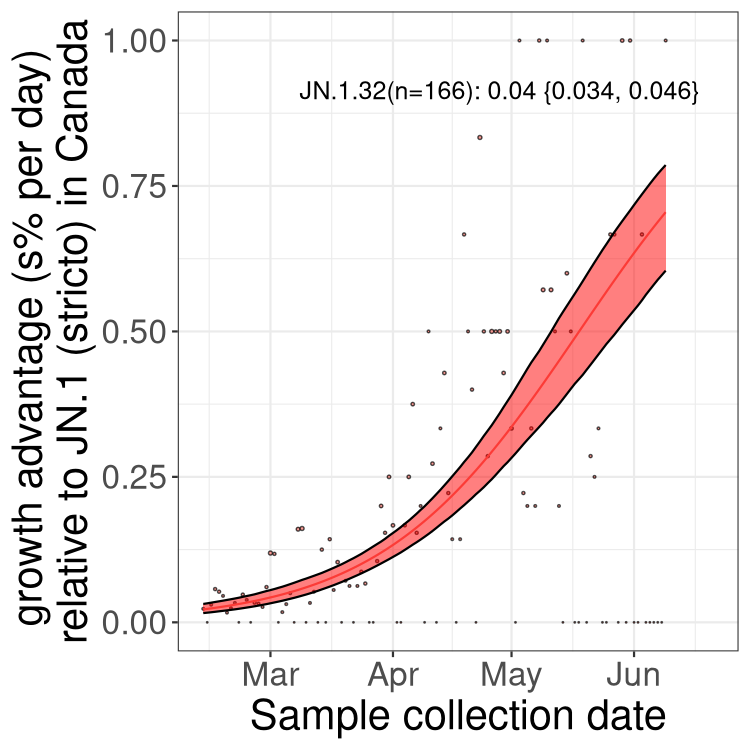 growth advantage (s% per day)
relative to JN.1 (stricto) in Canada
1.00
0.75
0.50
0.25
0.00
JN.1.32(n=166): 0.04 {0.034, 0.046}
Mar Apr May Jun
Sample collection date